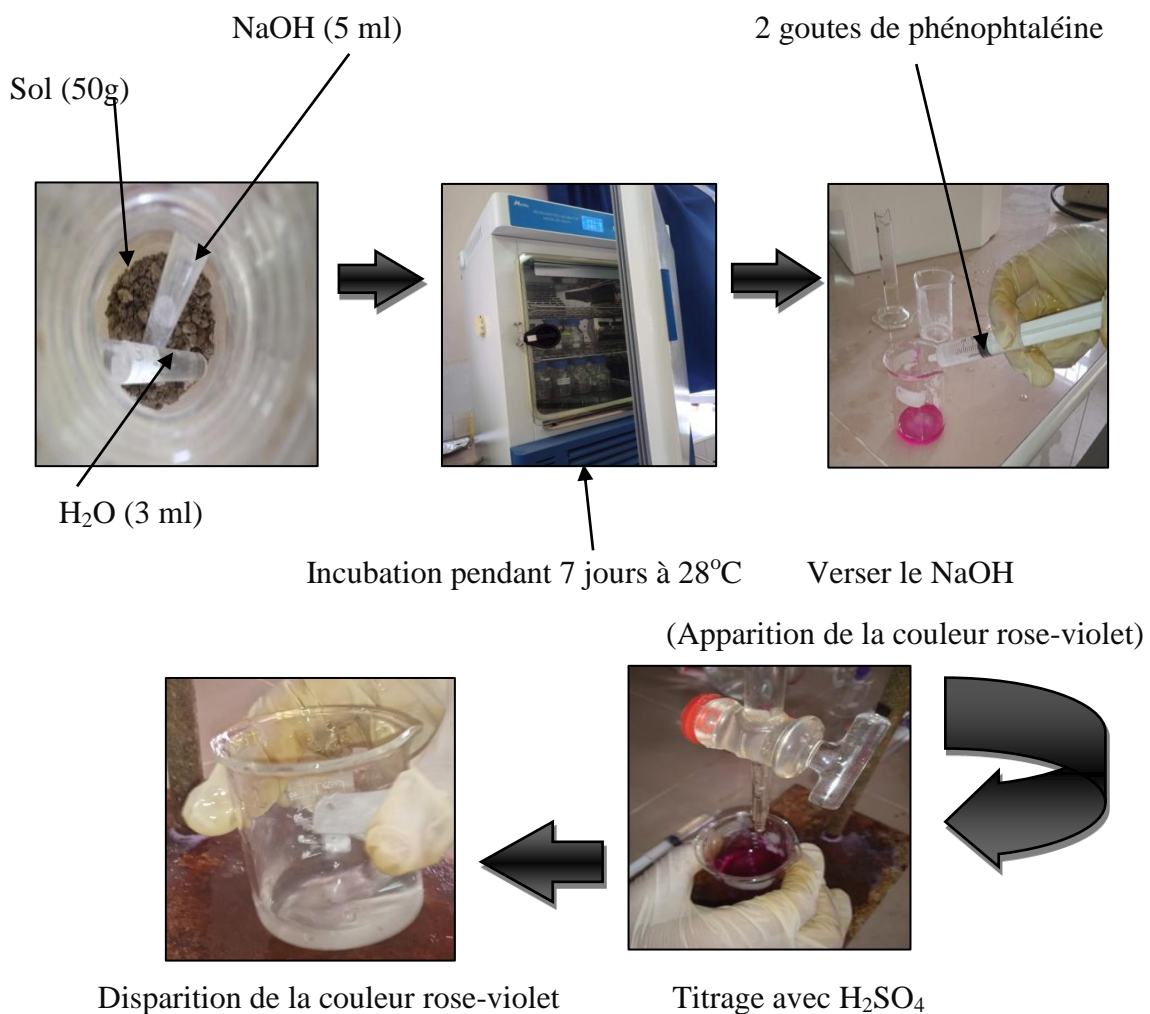 NaOH (5 ml)
2 goutes de phénophtaléine
Sol (50g)
H₂O (3 ml)
Incubation pendant 7 jours à 28°C
Verser le NaOH
(Apparition de la couleur rose-violet)
Disparition de la couleur rose-violet
Titrage avec H₂SO₄